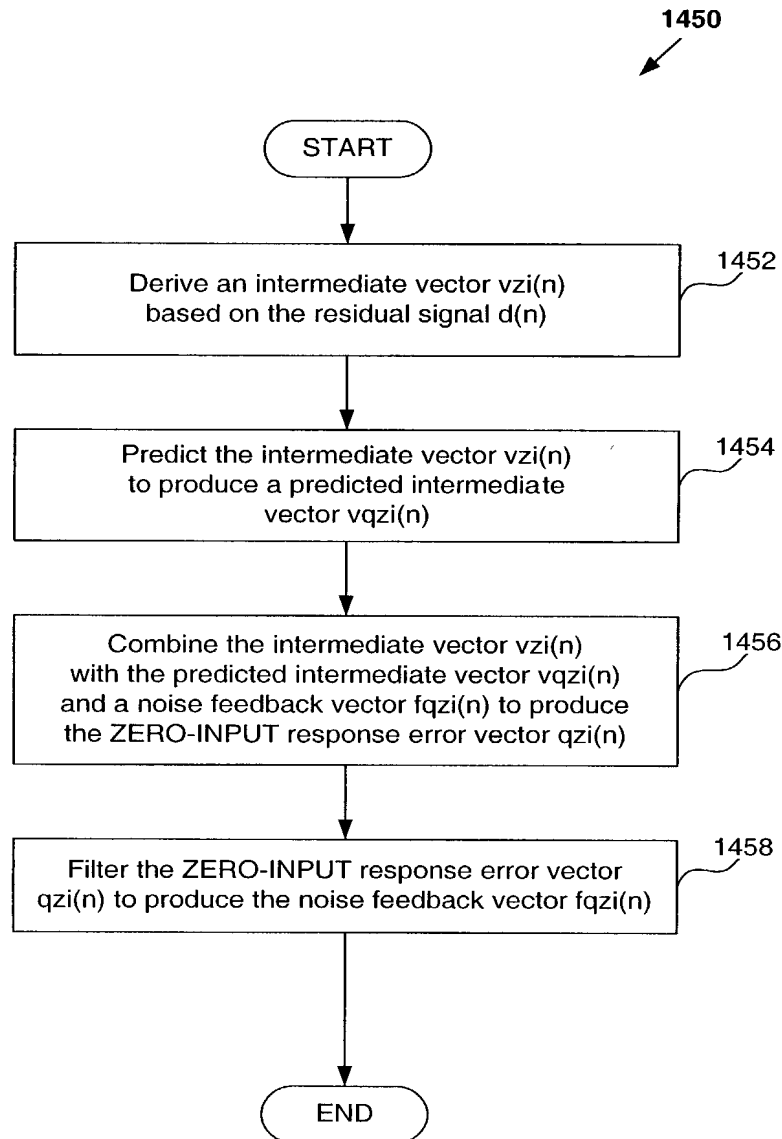 1450
START
Derive an intermediate vector vzi(n)
based on the residual signal d(n)
1452
Predict the intermediate vector vzi(n)
to produce a predicted intermediate
vector vqzi(n)
1454
Combine the intermediate vector vzi(n)
with the predicted intermediate vector vqzi(n)
and a noise feedback vector fqzi(n) to produce
the ZERO-INPUT response error vector qzi(n)
1456
Filter the ZERO-INPUT response error vector
qzi(n) to produce the noise feedback vector fqzi(n)
1458
END